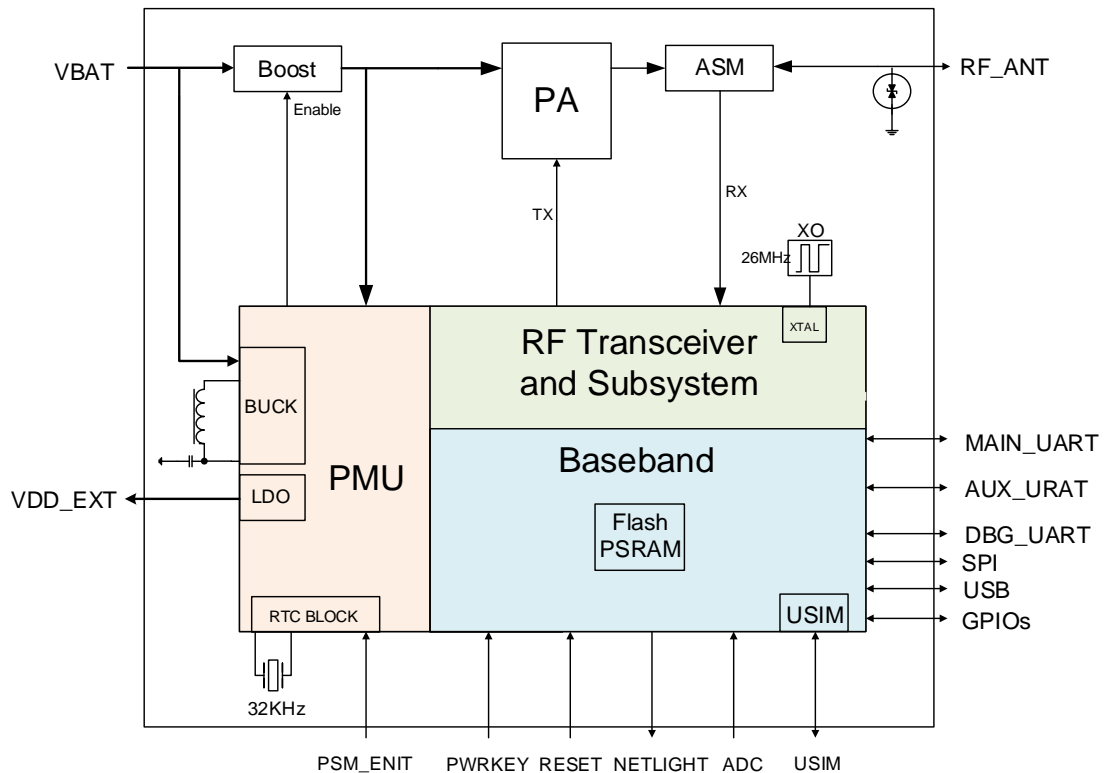 VBAT
Boost
PA
ASM
RF_ANT
Enable
TX
RX
XO
26MHz
XTAL
RF Transceiver
and Subsystem
BUCK
PMU
Baseband
MAIN_UART
LDO
VDD_EXT
AUX_URAT
Flash
PSRAM
DBG_UART
SPI
USB
RTC BLOCK
USIM
GPIOs
32KHz
PSM_ENIT
PWRKEY
RESET
NETLIGHT
ADC
USIM